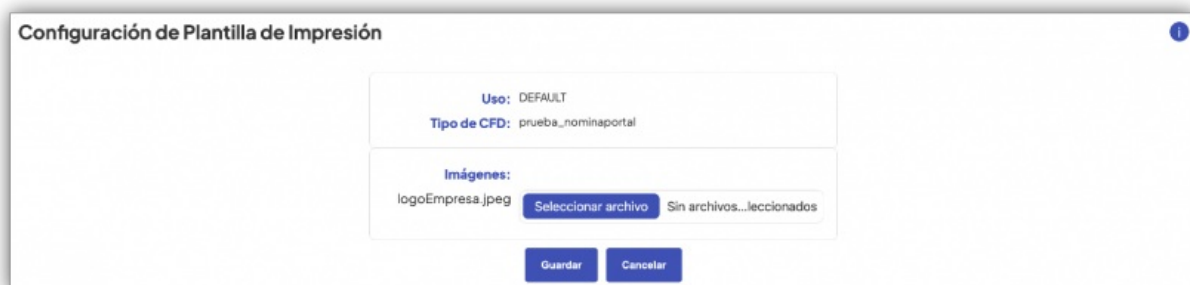 Configuración de Plantilla de Impresión
i
Uso: DEFAULT
Tipo de CFD: prueba_nominaportal
Imágenes:
logoEmpresa.jpeg Seleccionar archivo Sin archivos...leccionados
Guardar Cancelar